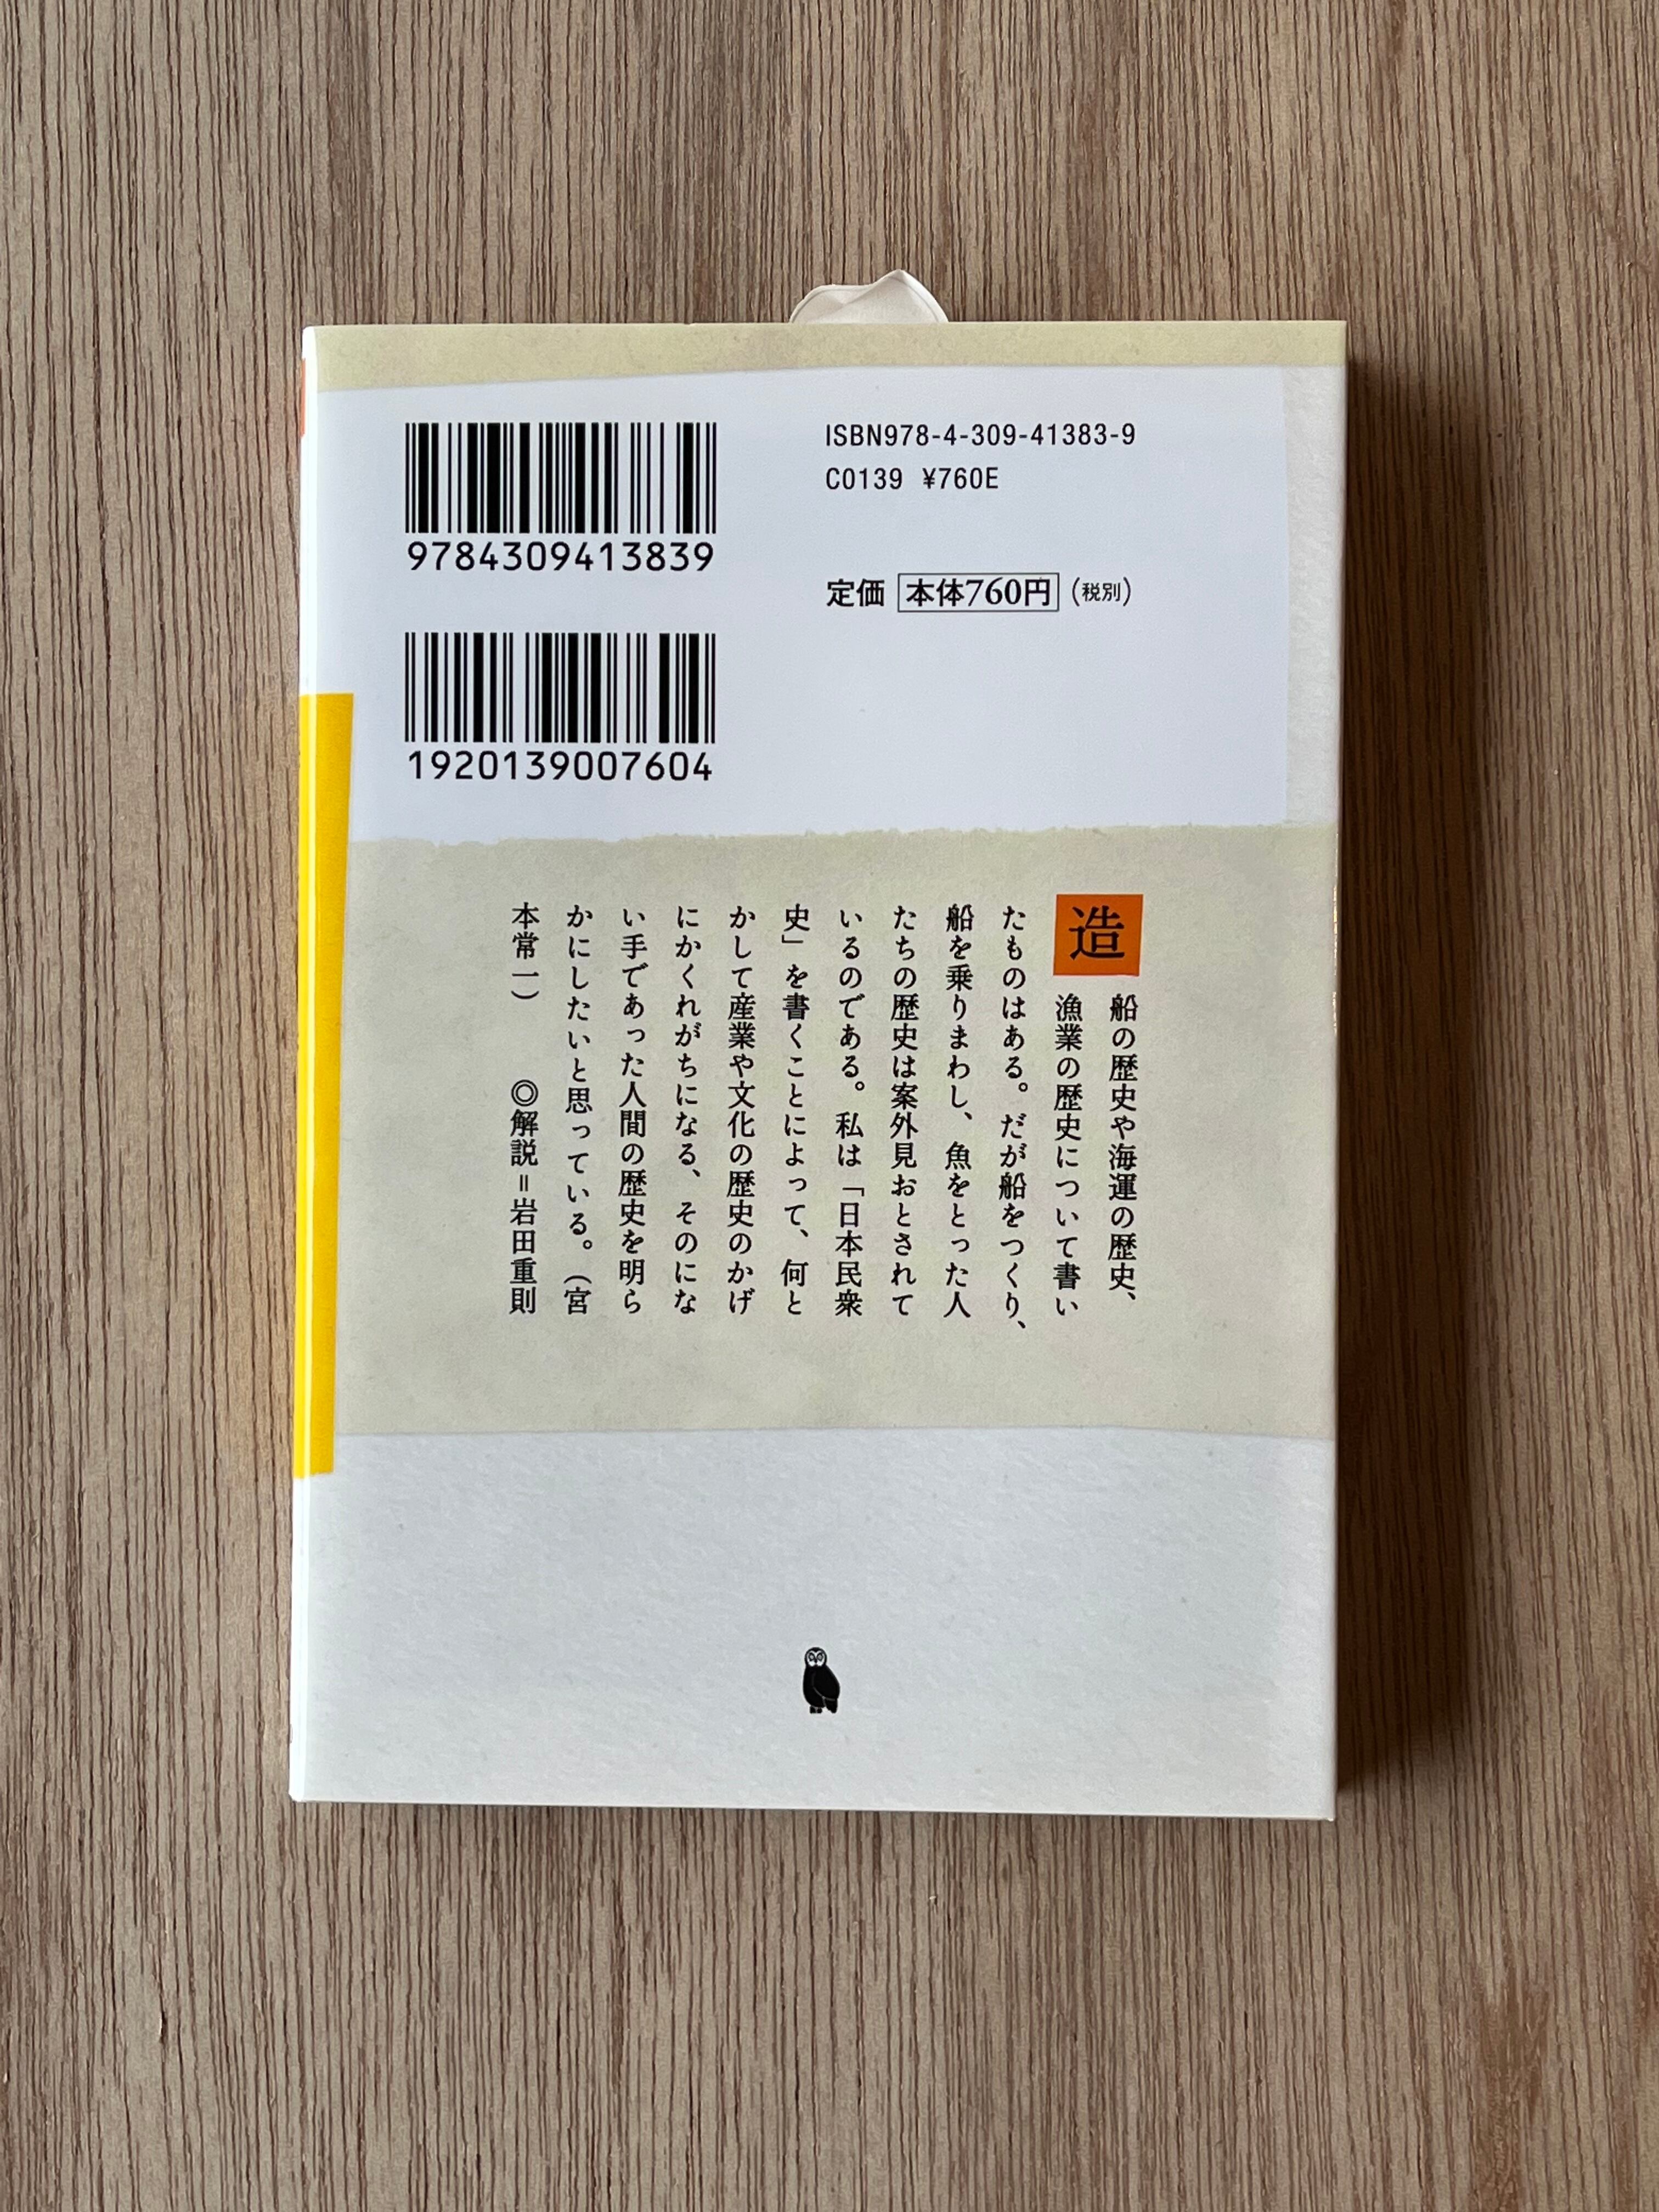 9784309413839
1920139007604
ISBN978-4-309-41383-9
C0139 ¥760E
定価 本体760円(税別)
造船の歴史や海運の歴史、
漁業の歴史について書い
たものはある。だが船をつくり、
船を乗りまわし、魚をとった人
たちの歴史は案外見おとされて
いるのである。私は「日本民衆
史」を書くことによって、何と
かして産業や文化の歴史のかげ
にかくれがちになる、そのにな
い手であった人間の歴史を明ら
かにしたいと思っている。(宮
本常一) ◎解説=岩田重則